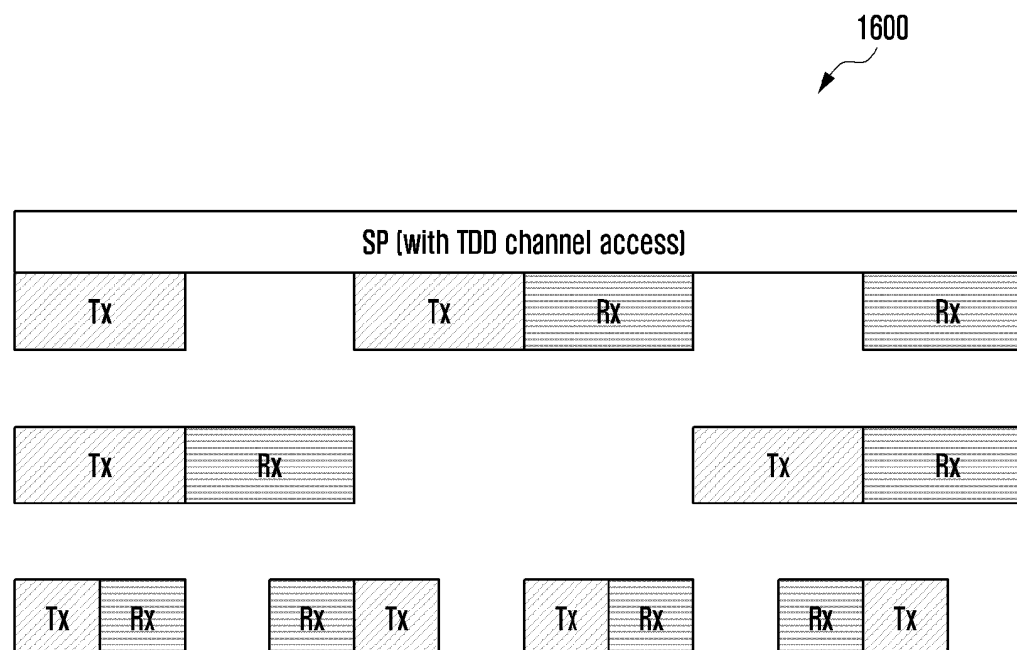 1600
SP (with TDD channel access)
Tx Tx Rx Rx
Tx Rx Tx Rx
Tx Rx Rx Tx Tx Rx Rx Tx